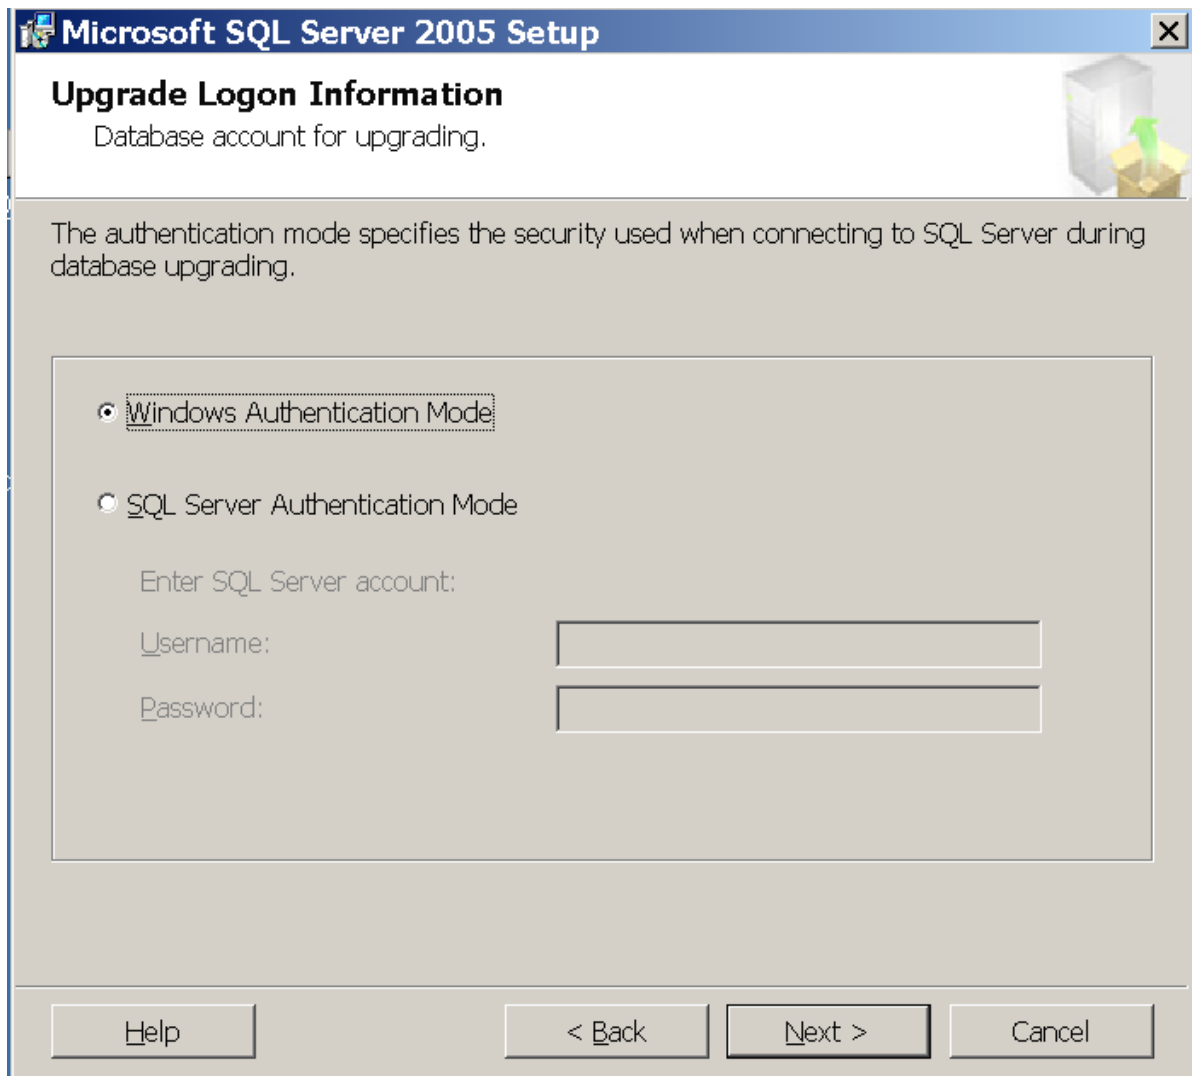 Microsoft SQL Server 2005 Setup
Upgrade Logon Information
Database account for upgrading.
The authentication mode specifies the security used when connecting to SQL Server during
database upgrading.
Windows Authentication Mode
SQL Server Authentication Mode
Enter SQL Server account:
Username:
Password:
Help
< Back
Next >
Cancel